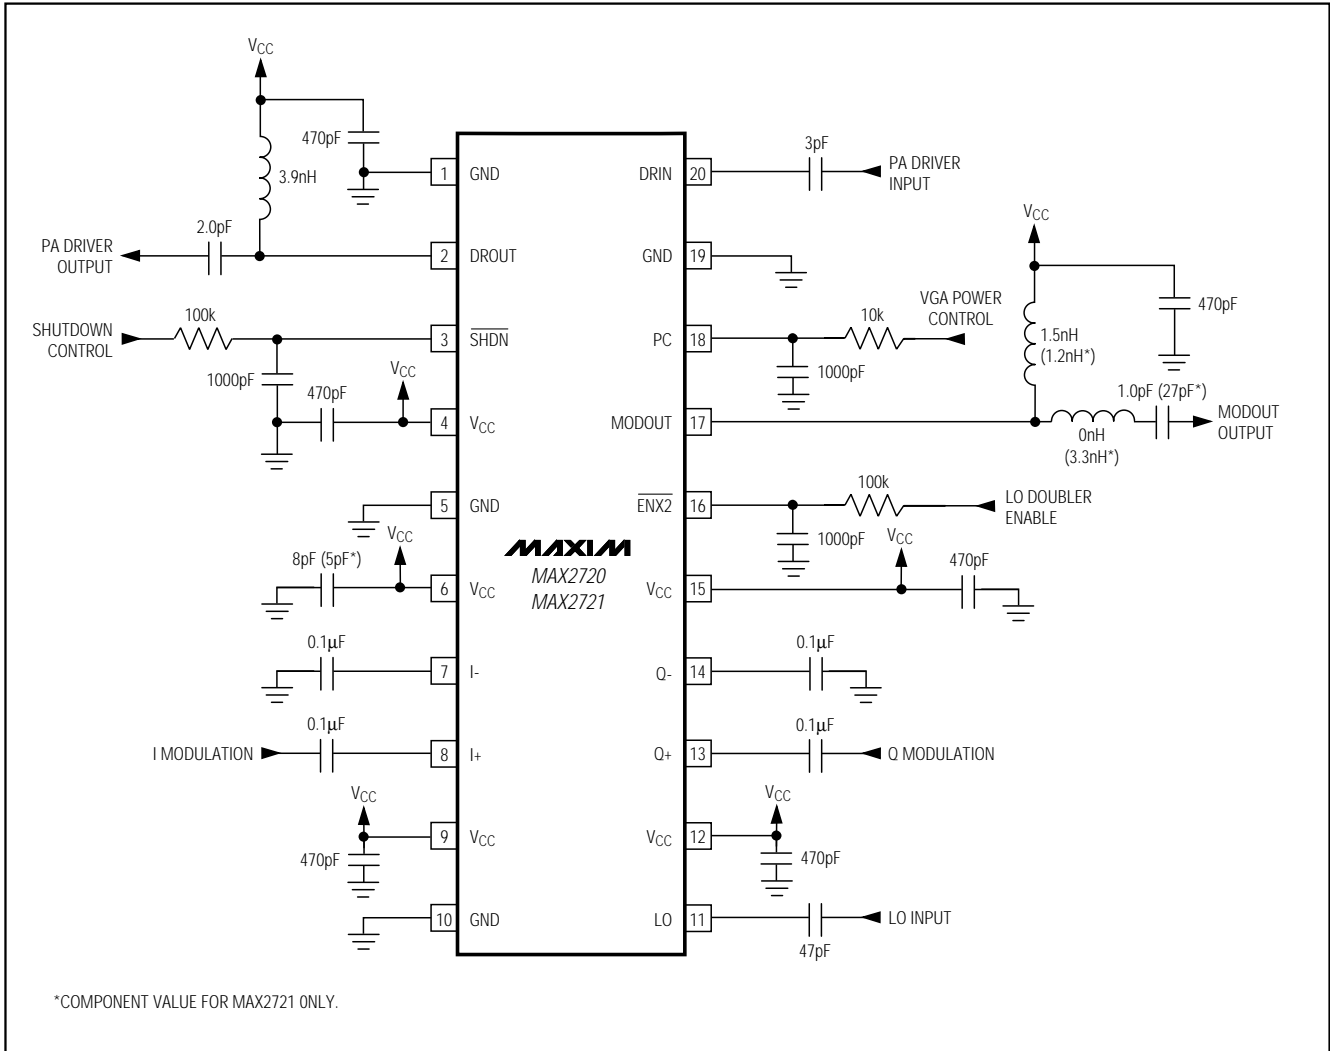 VCC
470pF
3.9nH
2.0pF
PA DRIVER
OUTPUT
1 GND
2 DROUT
SHUTDOWN
CONTROL
100k
3 SHDN
1000pF
470pF
VCC
4 VCC
5 GND
VCC
8pF (5pF*)
6 VCC
0.1μF
7 I-
0.1μF
I MODULATION
8 I+
VCC
9 VCC
470pF
10 GND
MAXIM
MAX2720
MAX2721
3pF
DRIN 20
PA DRIVER
INPUT
GND 19
VGA POWER
CONTROL
10k
PC 18
1000pF
VCC
470pF
1.5nH
(1.2nH*)
1.0pF (27pF*)
MODOUT 17
0nH
(3.3nH*)
MODOUT
OUTPUT
100k
ENX2 16
LO DOUBLER
ENABLE
1000pF
VCC
470pF
VCC 15
0.1μF
Q- 14
0.1μF
Q+ 13
Q MODULATION
VCC
VCC 12
470pF
LO 11
LO INPUT
47pF
*COMPONENT VALUE FOR MAX2721 0NLY.